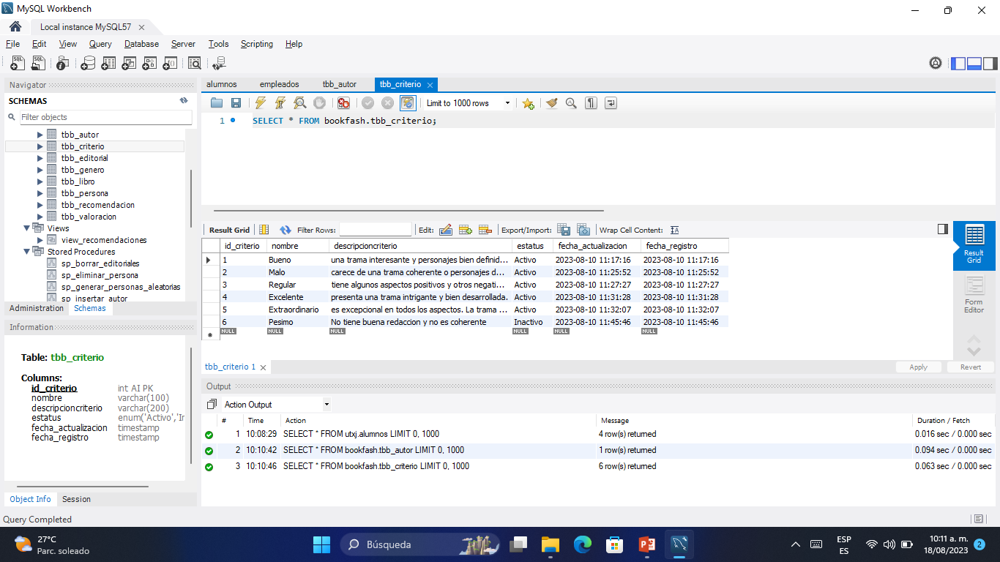 MySQL Workbench
Local instance MySQL57
File Edit View Query Database Server Tools Scripting Help
Navigator
SCHEMAS
Filter objects
tbb_autor
tbb_criterio
tbb_editorial
tbb_genero
tbb_libro
tbb_persona
tbb_recomendacion
tbb_valoracion
Views
view_recomendaciones
Stored Procedures
sp_borrar_editoriales
sp_eliminar_persona
sp_generar_personas_aleatorias
sp_insertar_autor
Administration Schemas
Information
Table: tbb_criterio
Columns:
id_criterio int AI PK
nombre varchar(100)
descripcioncriterio varchar(200)
estatus enum('Activo','In
fecha_actualizacion timestamp
fecha_registro timestamp
Object Info Session
Query Completed
alumnos empleados tbb_autor tbb_criterio
Limit to 1000 rows
1 SELECT * FROM bookfash.tbb_criterio;
Result Grid Filter Rows: Edit: Export/Import: Wrap Cell Content:
id_criterio nombre descripcioncriterio estatus fecha_actualizacion fecha_registro
1 Bueno una trama interesante y personajes bien definid... Activo 2023-08-10 11:17:16 2023-08-10 11:17:16
2 Malo carece de una trama coherente o personajes d... Activo 2023-08-10 11:25:52 2023-08-10 11:25:52
3 Regular tiene algunos aspectos positivos y otros negati... Activo 2023-08-10 11:27:27 2023-08-10 11:27:27
4 Excelente presenta una trama intrigante y bien desarrollada. Activo 2023-08-10 11:31:28 2023-08-10 11:31:28
5 Extraordinario es excepcional en todos los aspectos. La trama ... Activo 2023-08-10 11:32:07 2023-08-10 11:32:07
6 Pesimo No tiene buena redaccion y no es coherente Inactivo 2023-08-10 11:45:46 2023-08-10 11:45:46
NULL NULL NULL NULL NULL NULL
Result
Grid
Form
Editor
tbb_criterio 1
Apply Revert
Output
Action Output
# Time Action Message Duration / Fetch
1 10:08:29 SELECT * FROM utxj.alumnos LIMIT 0, 1000 4 row(s) returned 0.016 sec / 0.000 sec
2 10:10:42 SELECT * FROM bookfash.tbb_autor LIMIT 0, 1000 1 row(s) returned 0.094 sec / 0.000 sec
3 10:10:46 SELECT * FROM bookfash.tbb_criterio LIMIT 0, 1000 6 row(s) returned 0.063 sec / 0.000 sec
27°C
Parc. soleado
Búsqueda
ESP
ES
10:11 a. m.
18/08/2023
2